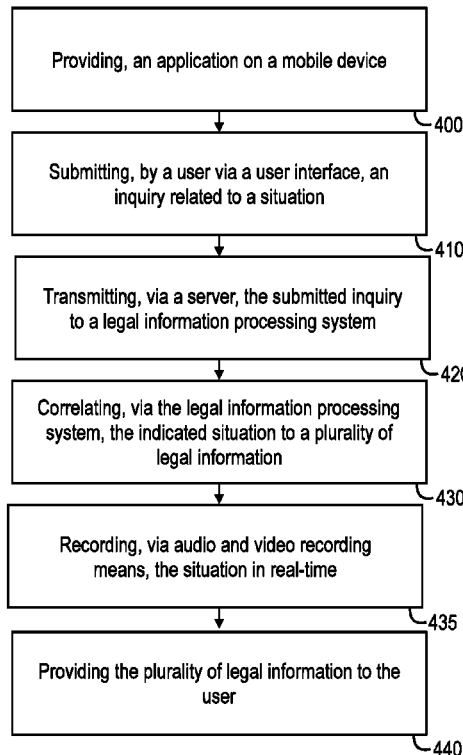 Providing, an application on a mobile device
400
Submitting, by a user via a user interface, an
inquiry related to a situation
410
Transmitting, via a server, the submitted inquiry
to a legal information processing system
420
Correlating, via the legal information processing
system, the indicated situation to a plurality of
legal information
430
Recording, via audio and video recording
means, the situation in real-time
435
Providing the plurality of legal information to the
user
440